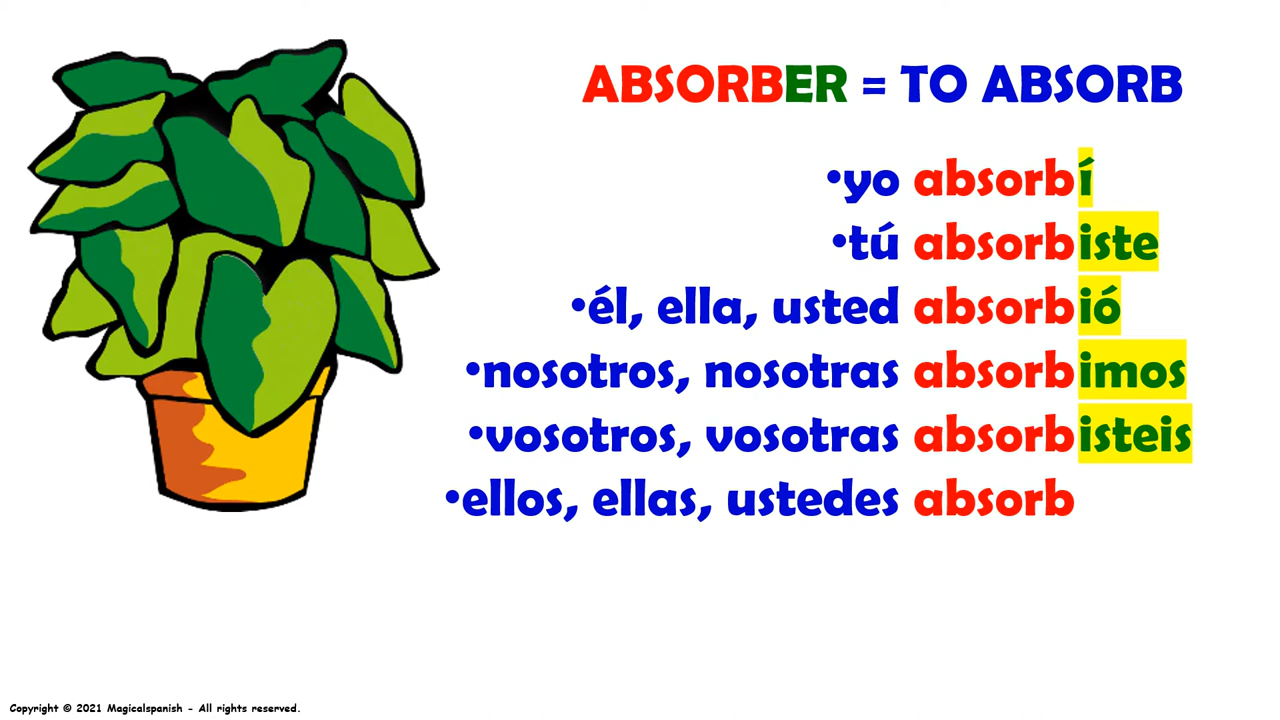 ABSORBER = TO ABSORB
•yo absorbí
•tú absorbiste
•él, ella, usted absorbió
•nosotros, nosotras absorbimos
•vosotros, vosotras absorbisteis
•ellos, ellas, ustedes absorb
Copyright © 2021 Magicalspanish - All rights reserved.